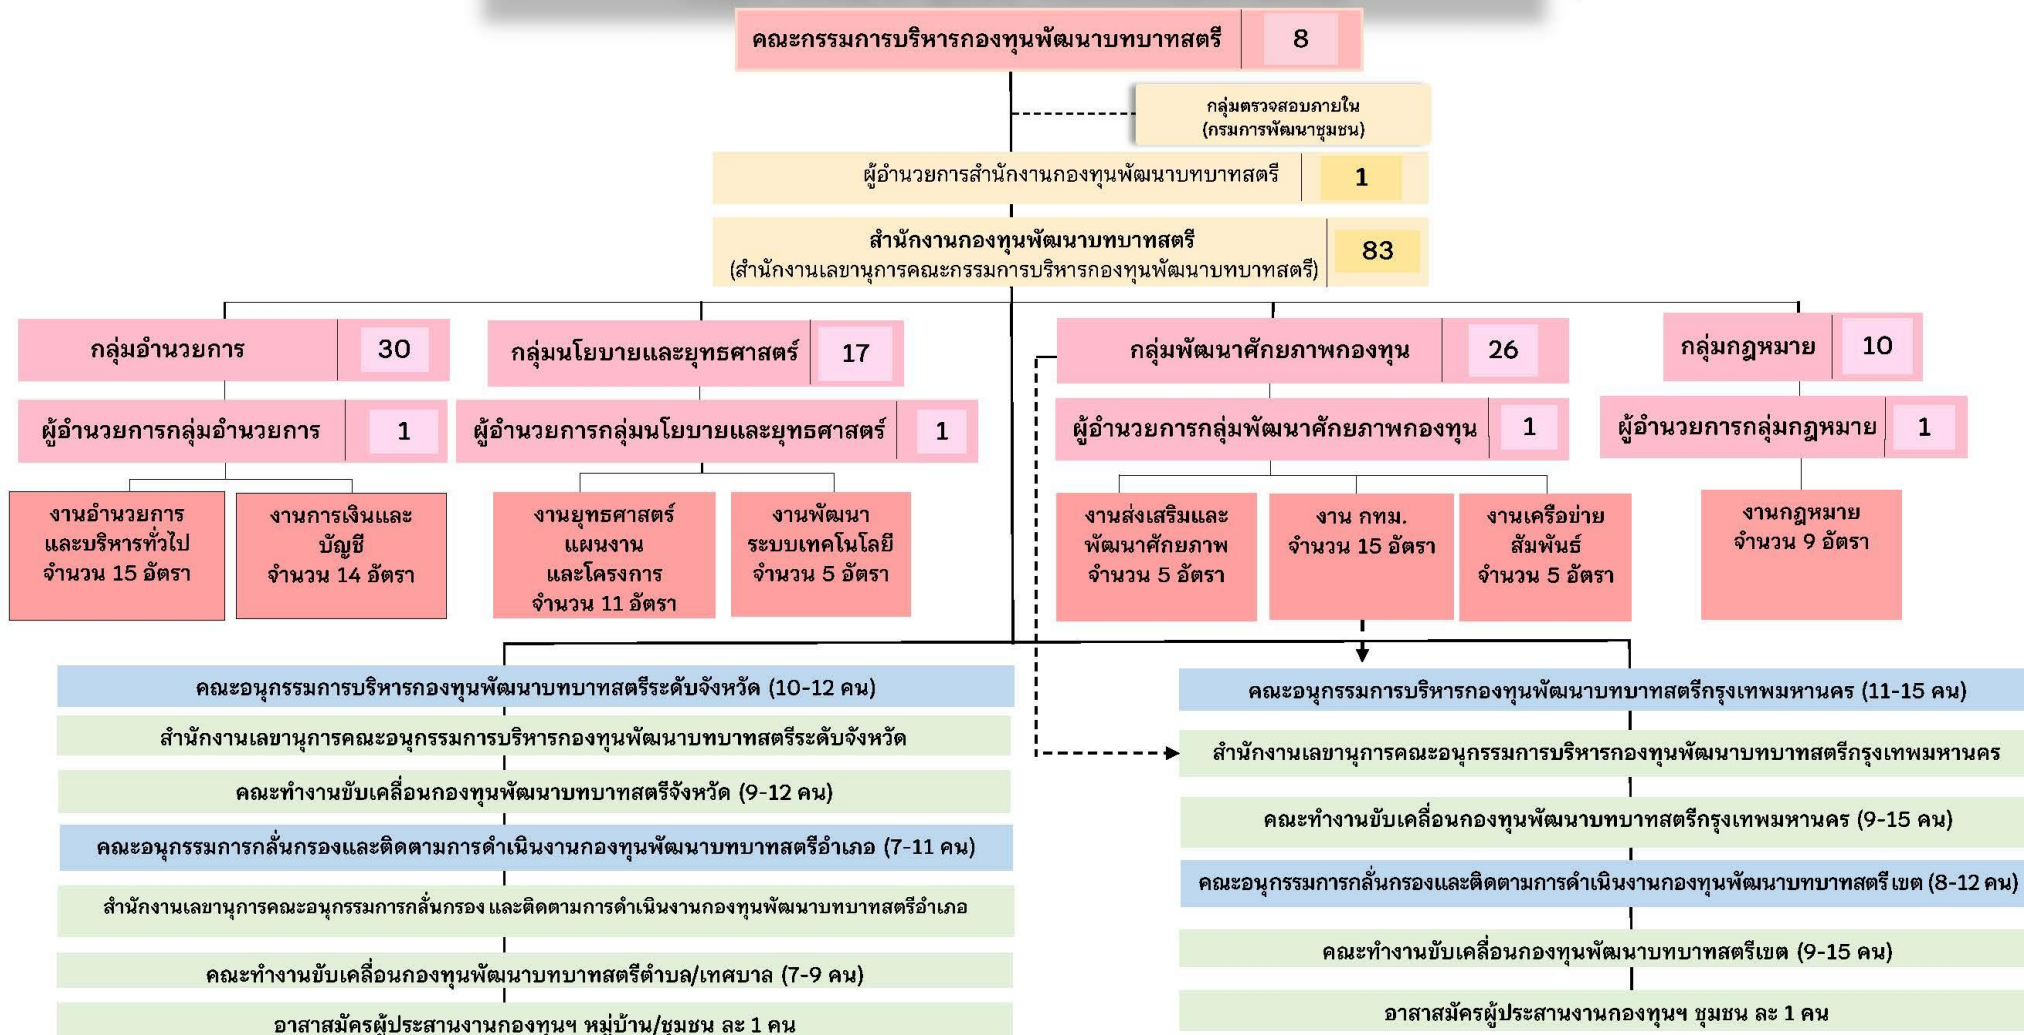 คณะกรรมการบริหารกองทุนพัฒนาบทบาทสตรี 8
กลุ่มตรวจสอบภายใน
(กรมการพัฒนาชุมชน)
ผู้อำนวยการสำนักงานกองทุนพัฒนาบทบาทสตรี 1
สำนักงานกองทุนพัฒนาบทบาทสตรี
(สำนักงานเลขานุการคณะกรรมการบริหารกองทุนพัฒนาบทบาทสตรี)
83
กลุ่มอำนวยการ 30
กลุ่มนโยบายและยุทธศาสตร์ 17
กลุ่มพัฒนาศักยภาพกองทุน 26
กลุ่มกฎหมาย 10
ผู้อำนวยการกลุ่มอำนวยการ 1
ผู้อำนวยการกลุ่มนโยบายและยุทธศาสตร์ 1
ผู้อำนวยการกลุ่มพัฒนาศักยภาพกองทุน 1
ผู้อำนวยการกลุ่มกฎหมาย 1
งานอำนวยการ
และบริหารทั่วไป
จำนวน 15 อัตรา
งานการเงินและ
บัญชี
จำนวน 14 อัตรา
งานยุทธศาสตร์
แผนงาน
และโครงการ
จำนวน 11 อัตรา
งานพัฒนา
ระบบเทคโนโลยี
จำนวน 5 อัตรา
งานส่งเสริมและ
พัฒนาศักยภาพ
จำนวน 5 อัตรา
งาน กทม.
จำนวน 15 อัตรา
งานเครือข่าย
สัมพันธ์
จำนวน 5 อัตรา
งานกฎหมาย
จำนวน 9 อัตรา
คณะอนุกรรมการบริหารกองทุนพัฒนาบทบาทสตรีระดับจังหวัด (10-12 คน)
สำนักงานเลขานุการคณะอนุกรรมการบริหารกองทุนพัฒนาบทบาทสตรีระดับจังหวัด
คณะทำงานขับเคลื่อนกองทุนพัฒนาบทบาทสตรีจังหวัด (9-12 คน)
คณะอนุกรรมการกลั่นกรองและติดตามการดำเนินงานกองทุนพัฒนาบทบาทสตรีอำเภอ (7-11 คน)
สำนักงานเลขานุการคณะอนุกรรมการกลั่นกรอง และติดตามการดำเนินงานกองทุนพัฒนาบทบาทสตรีอำเภอ
คณะทำงานขับเคลื่อนกองทุนพัฒนาบทบาทสตรีตำบล/เทศบาล (7-9 คน)
อาสาสมัครผู้ประสานงานกองทุนฯ หมู่บ้าน/ชุมชน ละ 1 คน
คณะอนุกรรมการบริหารกองทุนพัฒนาบทบาทสตรีกรุงเทพมหานคร (11-15 คน)
สำนักงานเลขานุการคณะอนุกรรมการบริหารกองทุนพัฒนาบทบาทสตรีกรุงเทพมหานคร
คณะทำงานขับเคลื่อนกองทุนพัฒนาบทบาทสตรีกรุงเทพมหานคร (9-15 คน)
คณะอนุกรรมการกลั่นกรองและติดตามการดำเนินงานกองทุนพัฒนาบทบาทสตรี เขต (8-12 คน)
คณะทำงานขับเคลื่อนกองทุนพัฒนาบทบาทสตรีเขต (9-15 คน)
อาสาสมัครผู้ประสานงานกองทุนฯ ชุมชน ละ 1 คน